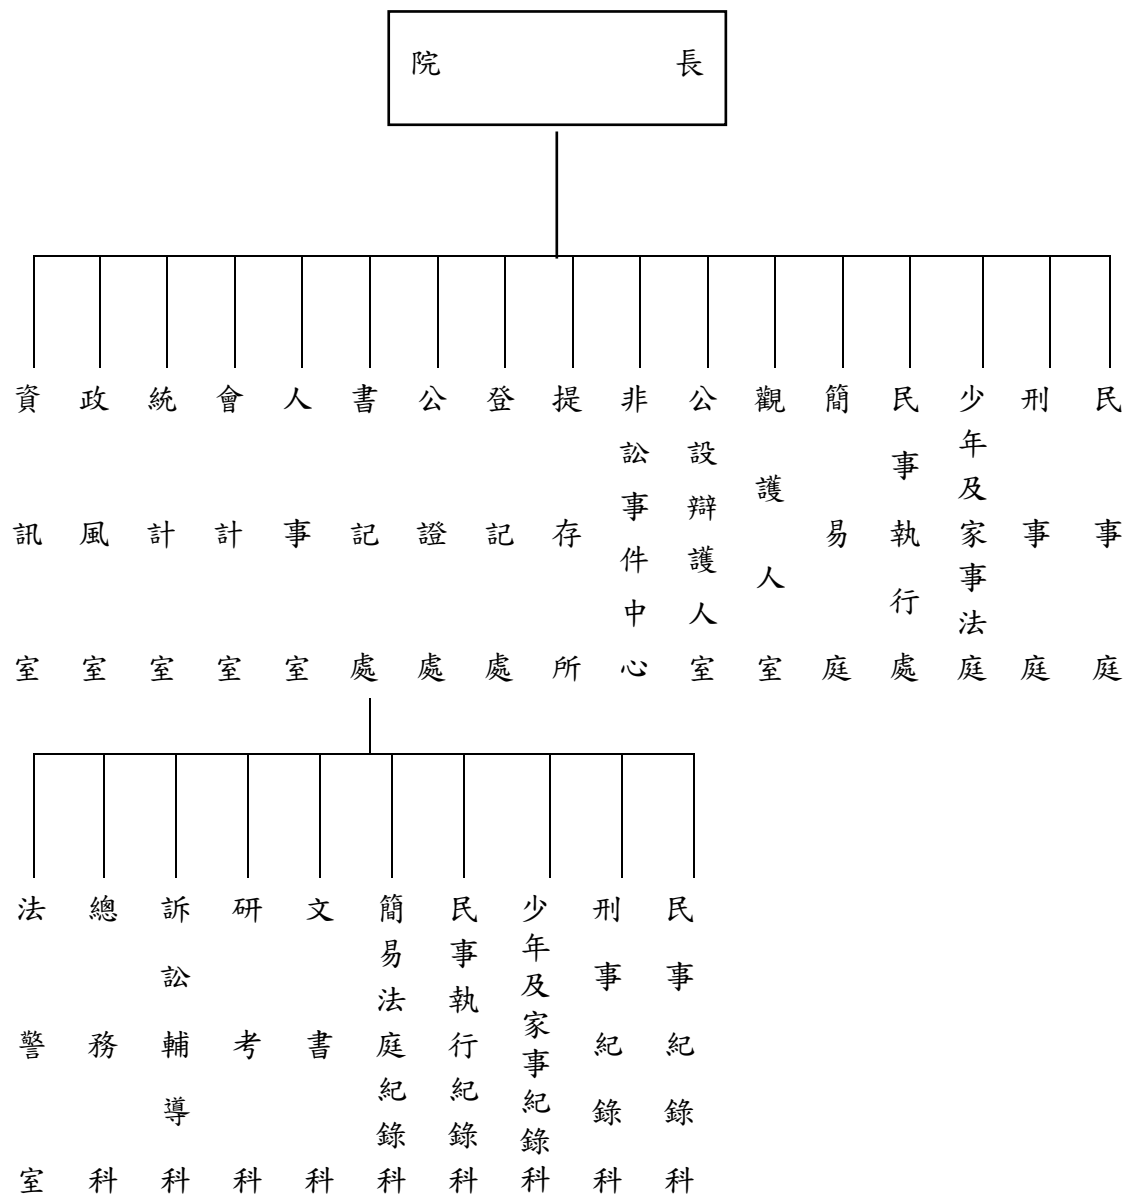 院長
資訊室
政風室
統計室
會計室
人事室
書記處
公證處
登記處
提存所
非訟事件中心
公設辯護人室
觀護人室
簡易庭
民事執行處
少年及家事法庭
刑事庭
民事庭
法警室
總務科
訴訟輔導科
研考科
文書科
簡易法庭紀錄科
民事執行紀錄科
少年及家事紀錄科
刑事紀錄科
民事紀錄科